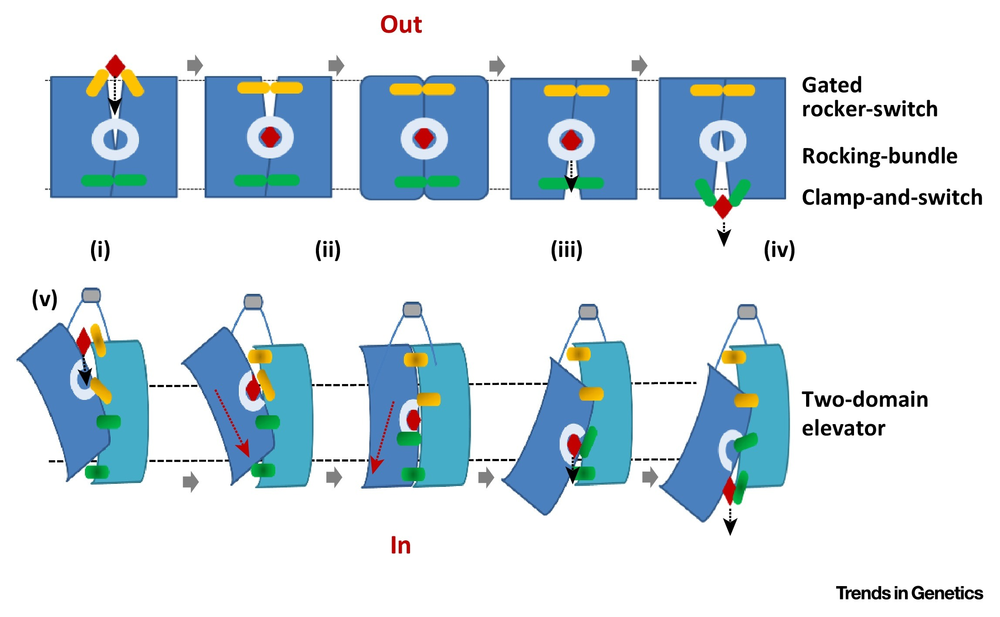 Out
Gated
rocker-switch
Rocking-bundle
Clamp-and-switch
(i) (ii) (iii) (iv)
(v)
Two-domain
elevator
In
Trends in Genetics